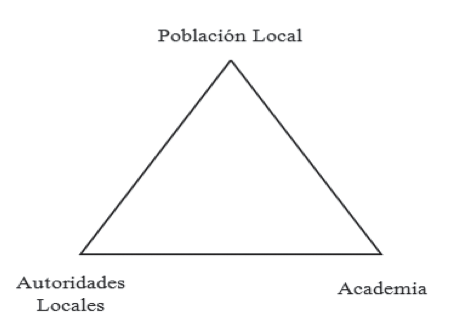 Población Local
Autoridades
Locales
Academia